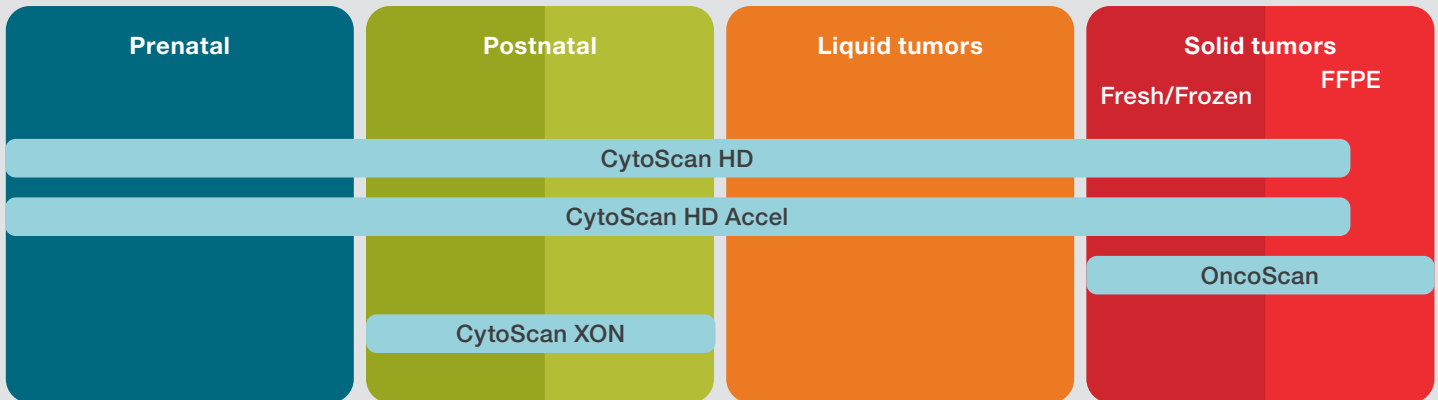 Prenatal
Postnatal
Liquid tumors
Solid tumors
Fresh/Frozen
FFPE
CytoScan HD
CytoScan HD Accel
OncoScan
CytoScan XON